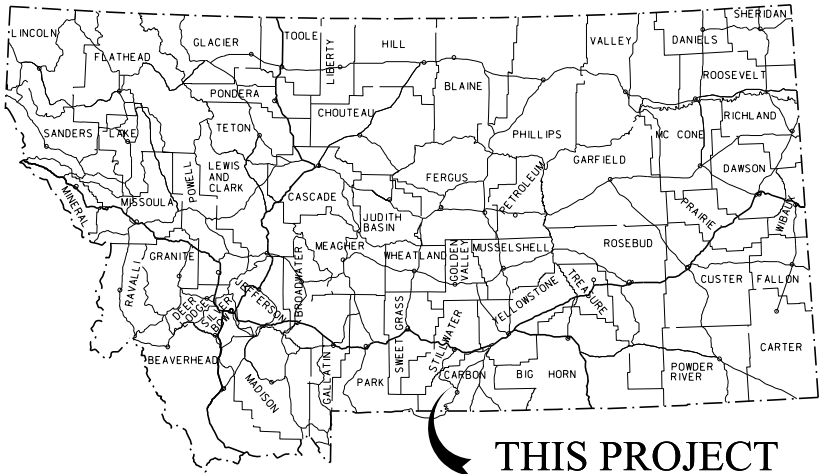 SHERIDAN
LINCOLN
GLACIER
TOOLE
LIBERTY
HILL
VALLEY
DANIELS
FLATHEAD
ROOSEVELT
PONDERA
BLAINE
CHOUTEAU
RICHLAND
SANDERS
LAKE
TETON
PHILLIPS
MC CONE
LEWIS
AND
CLARK
POWELL
GARFIELD
DAWSON
FERGUS
PETROLEUM
MINERAL
MISSOULA
CASCADE
JUDITH
BASIN
PRAIRIE
WIBAUX
MEAGHER
WHEATLAND
GOLDEN
VALLEY
MUSSELSHELL
ROSEBUD
GRANITE
RAVALLI
BROADWATER
JEFFERSON
DEER
LODGE
SILVER
BOW
YELLOWSTONE
TREASURE
CUSTER
FALLON
SWEET GRASS
STILLWATER
CARTER
BEAVERHEAD
MADISON
GALLATIN
PARK
CARBON
BIG HORN
POWDER
RIVER
THIS PROJECT